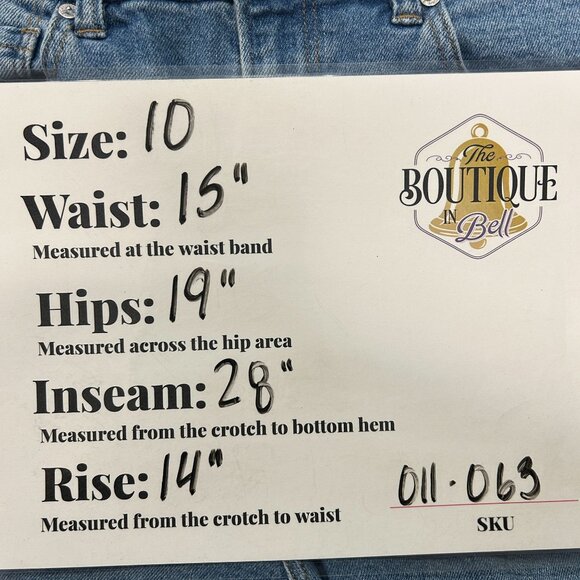 Size: 10
The
BOUTIQUE
IN
Bell
Waist: 15"
Measured at the waist band
Hips: 19"
Measured across the hip area
Inseam: 28"
Measured from the crotch to bottom hem
Rise: 14"
Measured from the crotch to waist
011.063
SKU